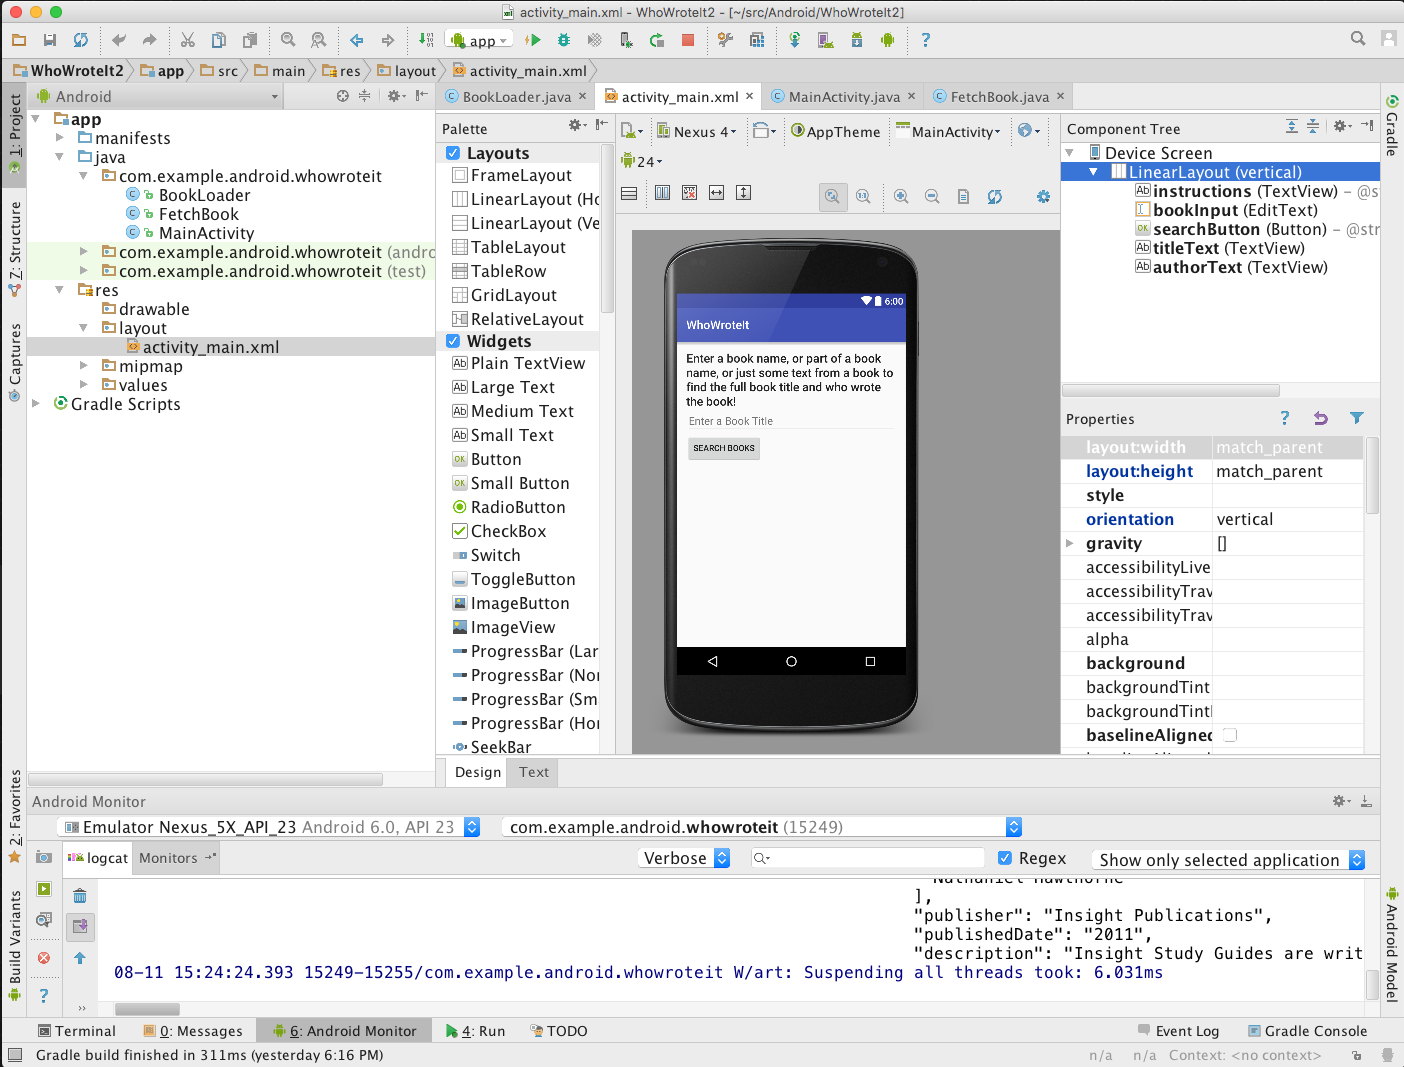 activity_main.xml - WhoWroteIt2 - [~/src/Android/WhoWroteIt2]
app
WhoWroteIt2 app src main res layout activity_main.xml
1: Project
Z: Structure
Captures
2: Favorites
Build Variants
Android
app
manifests
java
com.example.android.whowroteit
BookLoader
FetchBook
MainActivity
com.example.android.whowroteit (andro
com.example.android.whowroteit (test)
res
drawable
layout
activity_main.xml
mipmap
values
Gradle Scripts
BookLoader.java activity_main.xml MainActivity.java FetchBook.java
Palette
Layouts
FrameLayout
LinearLayout (Ho
LinearLayout (Ve
TableLayout
TableRow
GridLayout
RelativeLayout
Widgets
Plain TextView
Large Text
Medium Text
Small Text
Button
Small Button
RadioButton
CheckBox
Switch
ToggleButton
ImageButton
ImageView
ProgressBar (Lar
ProgressBar (Nor
ProgressBar (Sm
ProgressBar (Hor
SeekBar
Nexus 4 AppTheme MainActivity
24
6:00
WhoWroteIt
Enter a book name, or part of a book
name, or just some text from a book to
find the full book title and who wrote
the book!
Enter a Book Title
SEARCH BOOKS
Design Text
Component Tree
Device Screen
LinearLayout (vertical)
Ab instructions (TextView) – @s
bookInput (EditText)
OK searchButton (Button) – @str
Ab titleText (TextView)
Ab authorText (TextView)
Properties ?
layout:width match_parent
layout:height match_parent
style
orientation vertical
gravity []
accessibilityLive
accessibilityTrav
accessibilityTrav
alpha
background
backgroundTint
backgroundTintI
baselineAligned
Gradle
Android Model
Android Monitor
Emulator Nexus_5X_API_23 Android 6.0, API 23 com.example.android.whowroteit (15249)
logcat Monitors Verbose Regex Show only selected application
"Nathaniel Hawthorne"
],
"publisher": "Insight Publications",
"publishedDate": "2011",
"description": "Insight Study Guides are writ
08-11 15:24:24.393 15249-15255/com.example.android.whowroteit W/art: Suspending all threads took: 6.031ms
Terminal 0: Messages 6: Android Monitor 4: Run TODO Event Log Gradle Console
Gradle build finished in 311ms (yesterday 6:16 PM) n/a n/a Context: <no context>